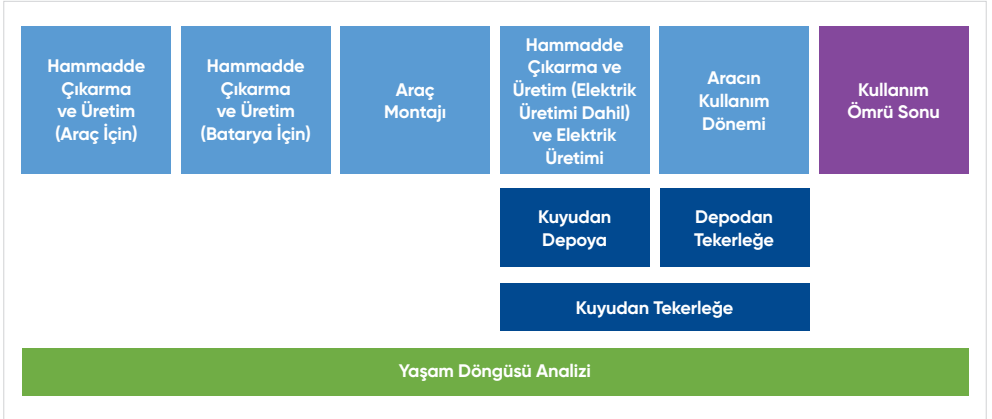 Hammadde
Çıkarma
ve Üretim
(Araç İçin)
Hammadde
Çıkarma
ve Üretim
(Batarya İçin)
Araç
Montajı
Hammadde
Çıkarma ve
Üretim (Elektrik
Üretimi Dahil)
ve Elektrik
Üretimi
Aracın
Kullanım
Dönemi
Kullanım
Ömrü Sonu
Kuyudan
Depoya
Depodan
Tekerleğe
Kuyudan Tekerleğe
Yaşam Döngüsü Analizi